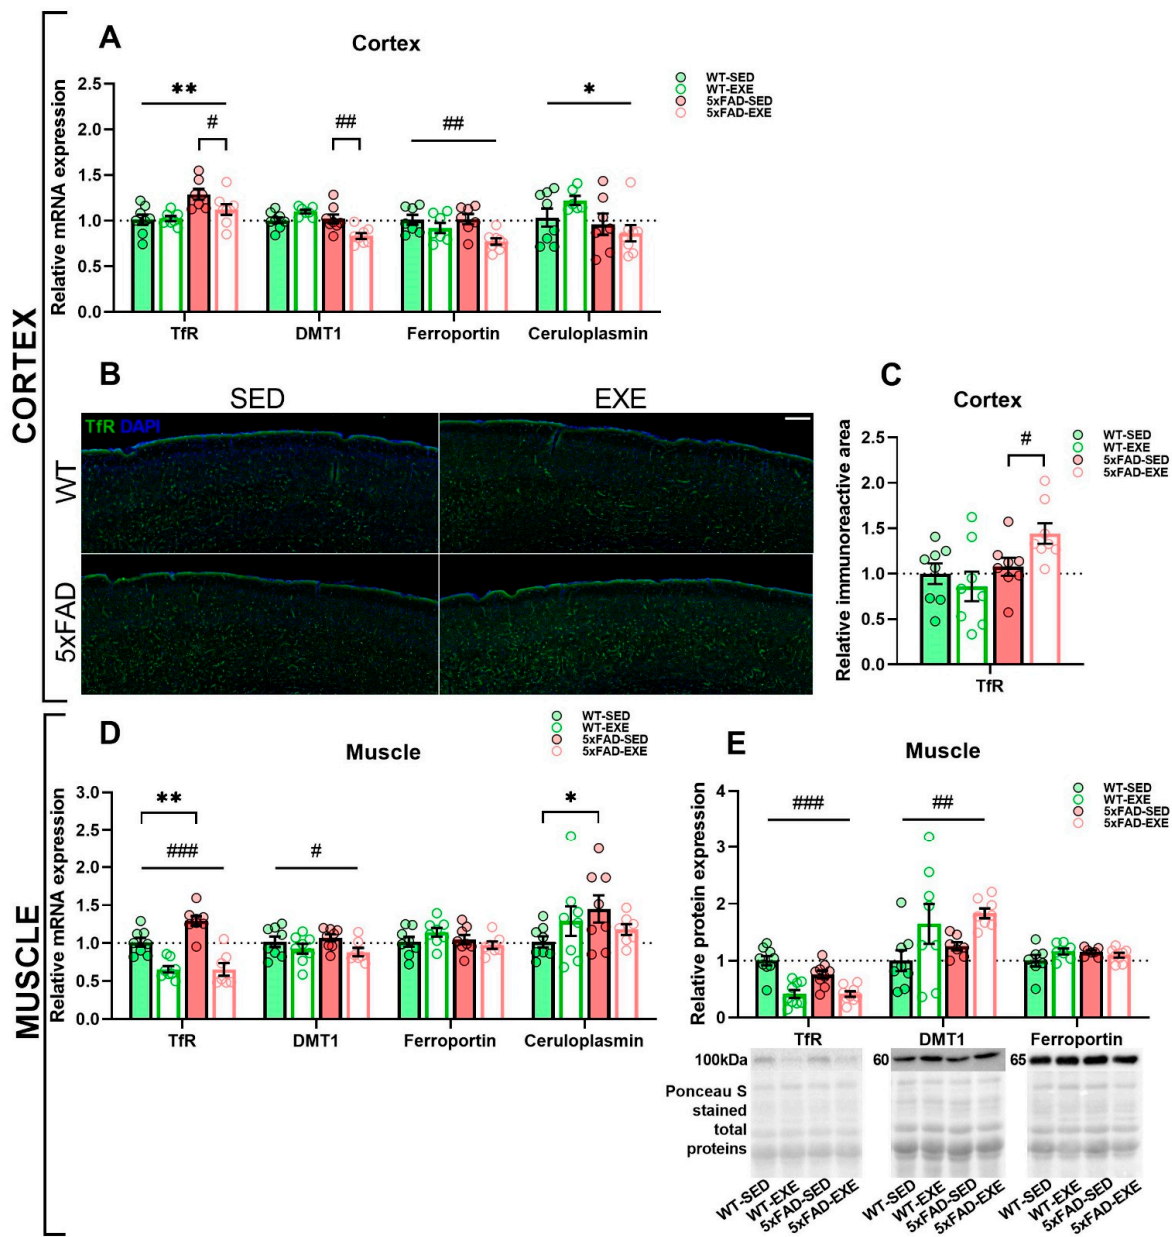 CORTEX
A
Cortex
WT-SED
WT-EXE
5xFAD-SED
5xFAD-EXE
Relative mRNA expression
2.5
2.0
1.5
1.0
0.5
0.0
**
#
##
##
*
TfR
DMT1
Ferroportin
Ceruloplasmin
B
SED
EXE
WT
5xFAD
TfR DAPI
C
Cortex
WT-SED
WT-EXE
5xFAD-SED
5xFAD-EXE
Relative immunoreactive area
2.5
2.0
1.5
1.0
0.5
0.0
#
TfR
MUSCLE
D
Muscle
WT-SED
WT-EXE
5xFAD-SED
5xFAD-EXE
Relative mRNA expression
3.0
2.5
2.0
1.5
1.0
0.5
0.0
**
###
#
*
TfR
DMT1
Ferroportin
Ceruloplasmin
E
Muscle
WT-SED
WT-EXE
5xFAD-SED
5xFAD-EXE
Relative protein expression
4
3
2
1
0
###
##
TfR
DMT1
Ferroportin
100kDa
60
65
Ponceau S
stained
total
proteins
WT-SED
WT-EXE
5xFAD-SED
5xFAD-EXE
WT-SED
WT-EXE
5xFAD-SED
5xFAD-EXE
WT-SED
WT-EXE
5xFAD-SED
5xFAD-EXE